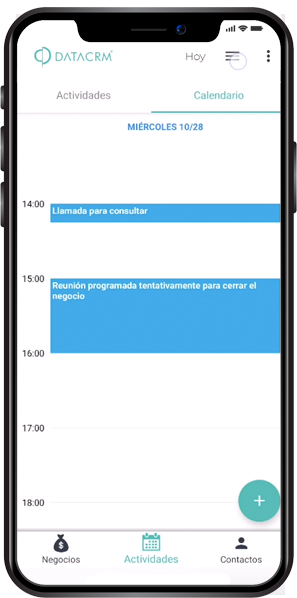 DATACRM
Hoy
Actividades
Calendario
MIÉRCOLES 10/28
14:00
Llamada para consultar
15:00
Reunión programada tentativamente para cerrar el
negocio
16:00
17:00
18:00
+
Negocios
Actividades
Contactos